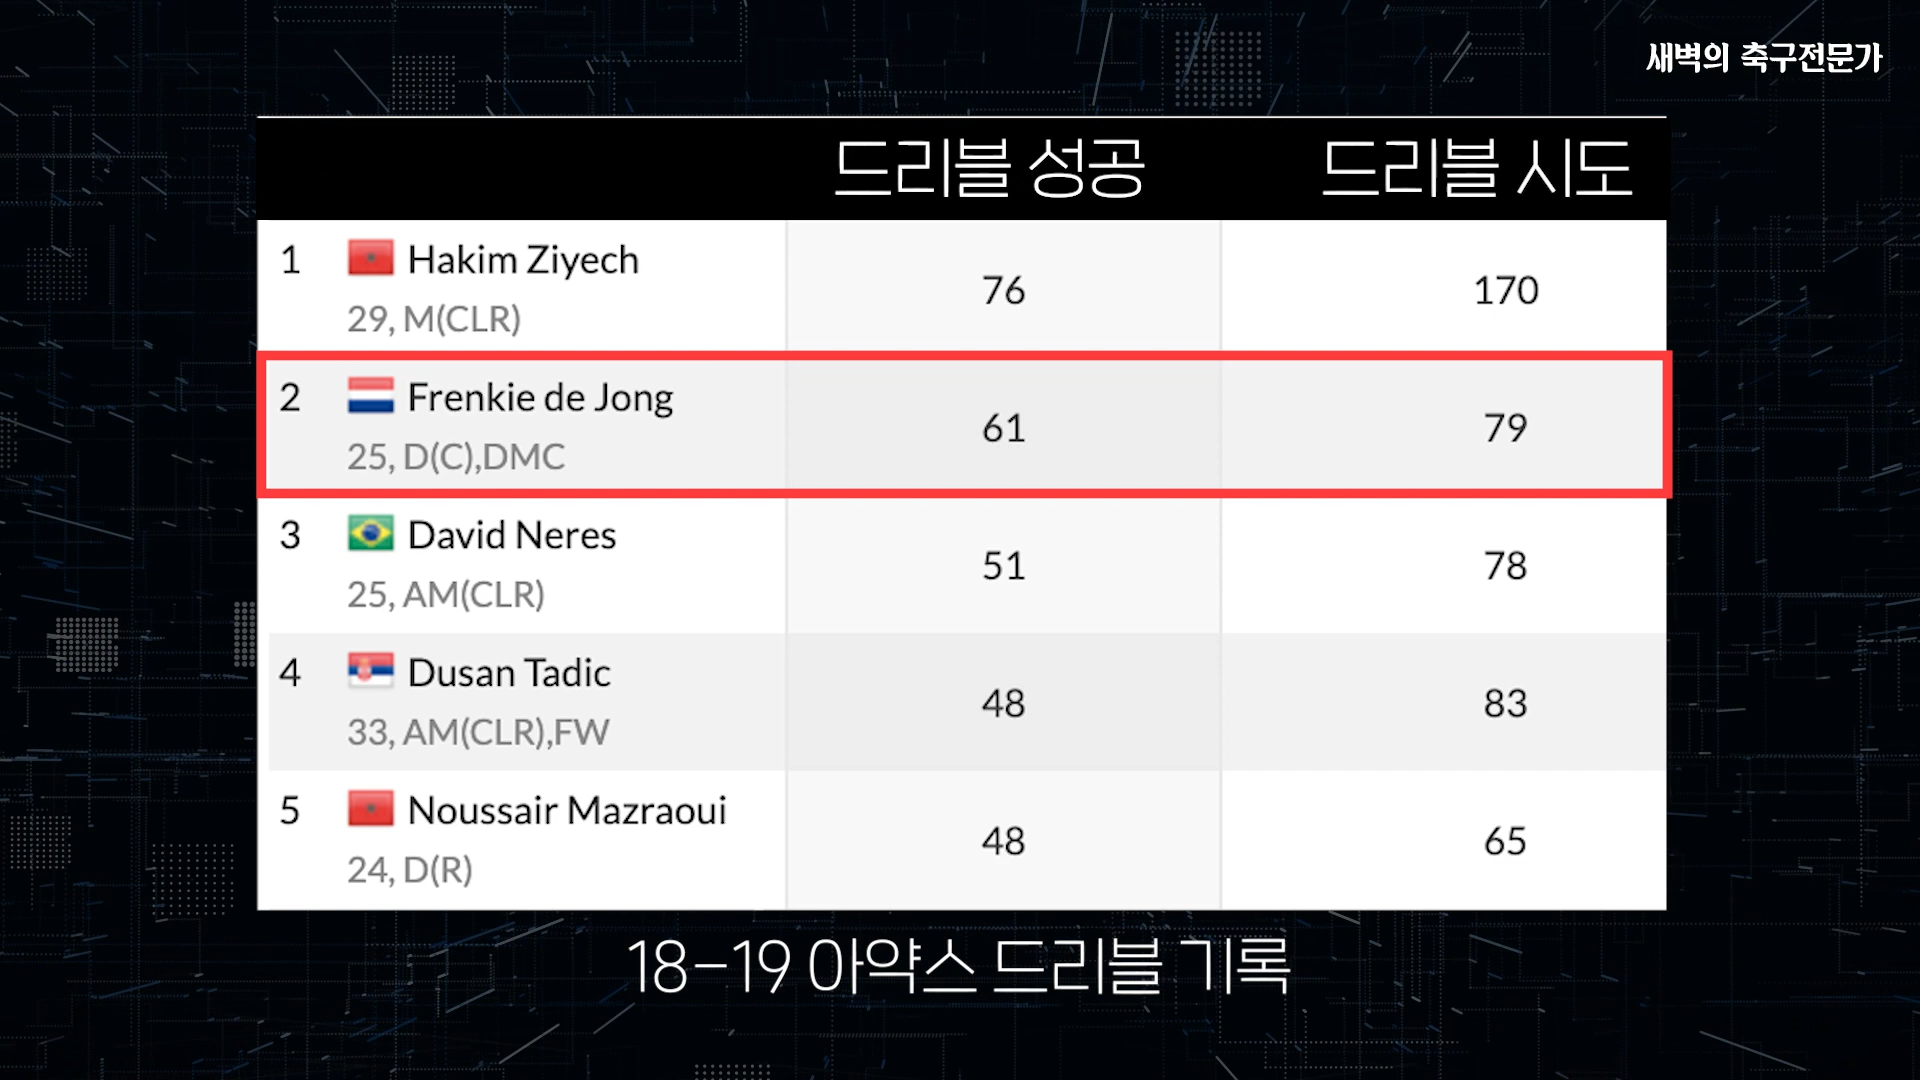 새벽의 축구전문가
드리블 성공 드리블 시도
1 Hakim Ziyech 76 170
29, M(CLR)
2 Frenkie de Jong 61 79
25, D(C),DMC
3 David Neres 51 78
25, AM(CLR)
4 Dusan Tadic 48 83
33, AM(CLR),FW
5 Noussair Mazraoui 48 65
24, D(R)
18-19 아약스 드리블 기록